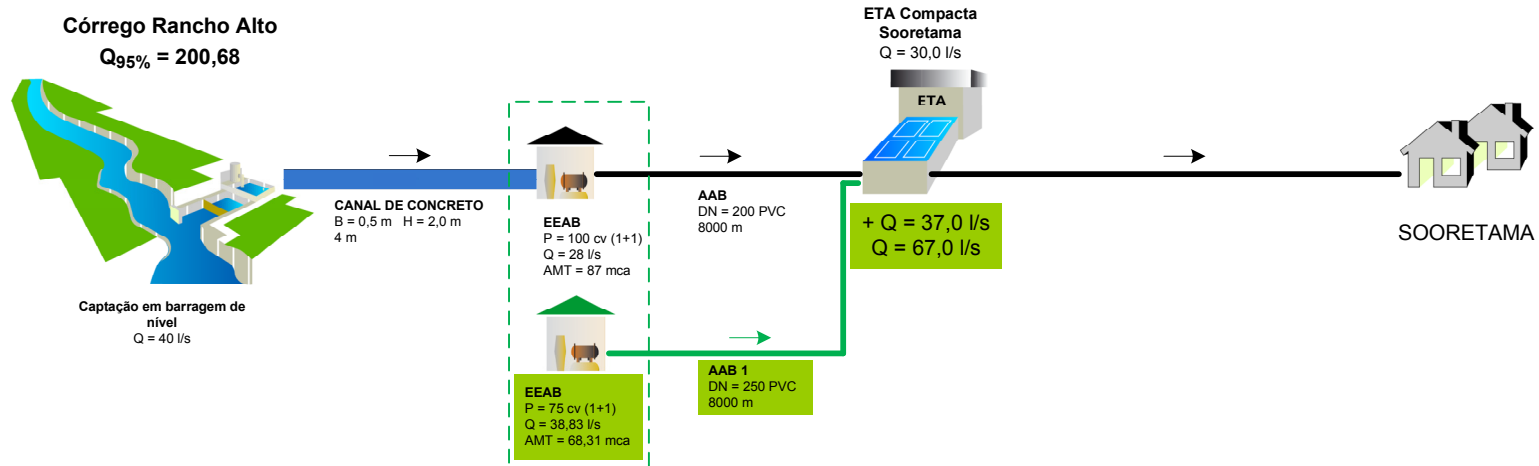 Córrego Rancho Alto
Q95% = 200,68
Captação em barragem de
nível
Q = 40 l/s
CANAL DE CONCRETO
B = 0,5 m   H = 2,0 m
4 m
EEAB
P = 100 cv (1+1)
Q = 28 l/s
AMT = 87 mca
EEAB
P = 75 cv (1+1)
Q = 38,83 l/s
AMT = 68,31 mca
AAB
DN = 200 PVC
8000 m
AAB 1
DN = 250 PVC
8000 m
ETA Compacta
Sooretama
Q = 30,0 l/s
ETA
+ Q = 37,0 l/s
Q = 67,0 l/s
SOORETAMA